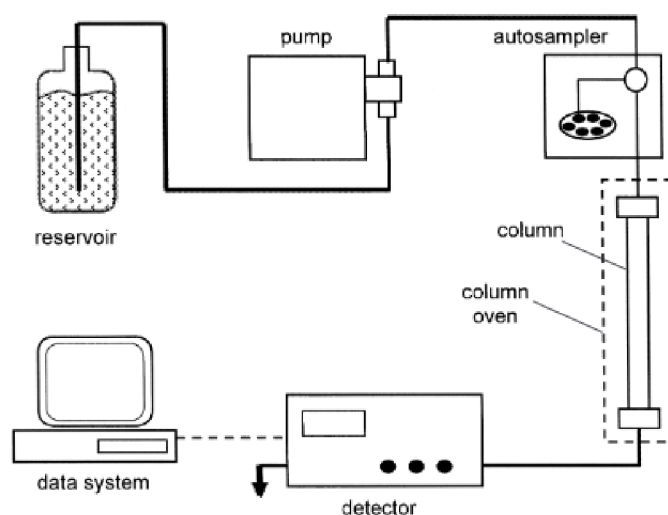 pump
autosampler
reservoir
column
column
oven
data system
detector